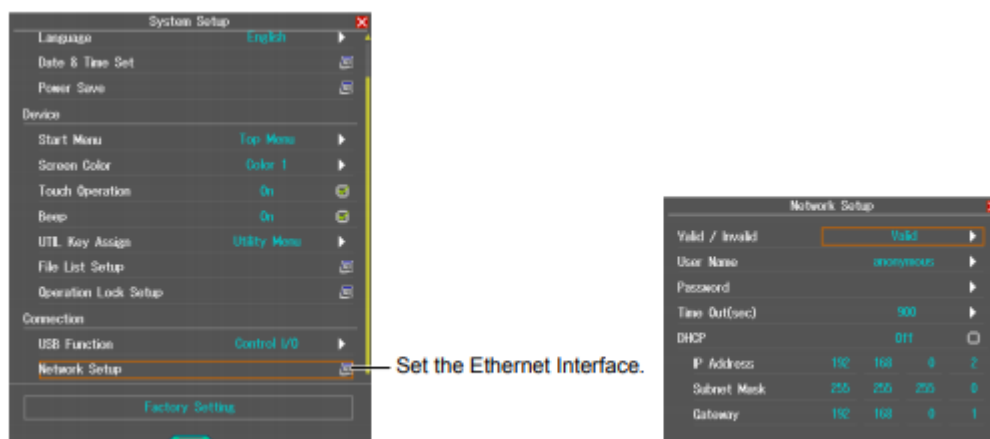 System Setup
Language English
Date & Time Set
Power Save
Device
Start Menu Top Menu
Screen Color Color 1
Touch Operation On
Beep On
UTIL Key Assign Utility Menu
File List Setup
Operation Lock Setup
Connection
USB Function Control I/O
Network Setup
Factory Setting
Set the Ethernet Interface.
Network Setup
Valid / Invalid Valid
User Name anonymous
Password
Time Out(sec) 900
DHCP Off
IP Address 192 168 0 2
Subnet Mask 255 255 255 0
Gateway 192 168 0 1